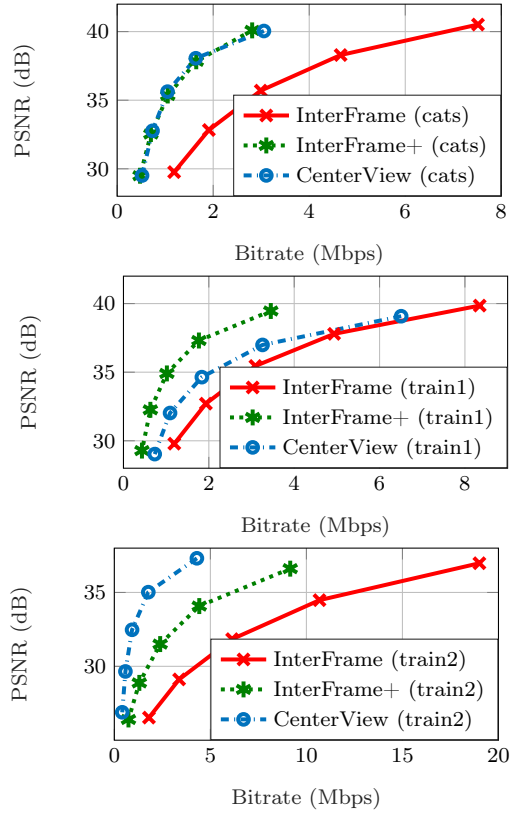 40
35
30
PSNR (dB)
InterFrame (cats)
InterFrame+ (cats)
CenterView (cats)
0 2 4 6 8
Bitrate (Mbps)
40
35
30
PSNR (dB)
InterFrame (train1)
InterFrame+ (train1)
CenterView (train1)
0 2 4 6 8
Bitrate (Mbps)
35
30
PSNR (dB)
InterFrame (train2)
InterFrame+ (train2)
CenterView (train2)
0 5 10 15 20
Bitrate (Mbps)